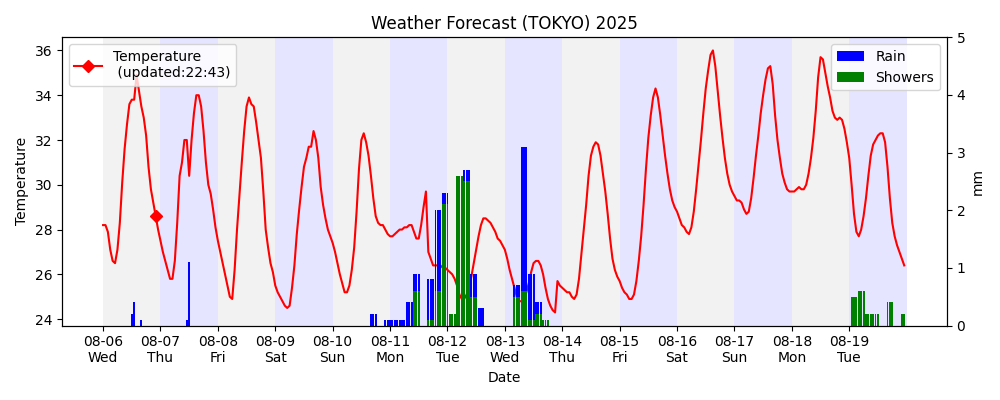 Weather Forecast (TOKYO) 2025
Temperature
(updated:22:43)
Rain
Showers
36
34
32
30
28
26
24
Temperature
5
4
3
2
1
0
mm
08-06 08-07 08-08 08-09 08-10 08-11 08-12 08-13 08-14 08-15 08-16 08-17 08-18 08-19
Wed Thu Fri Sat Sun Mon Tue Wed Thu Fri Sat Sun Mon Tue
Date